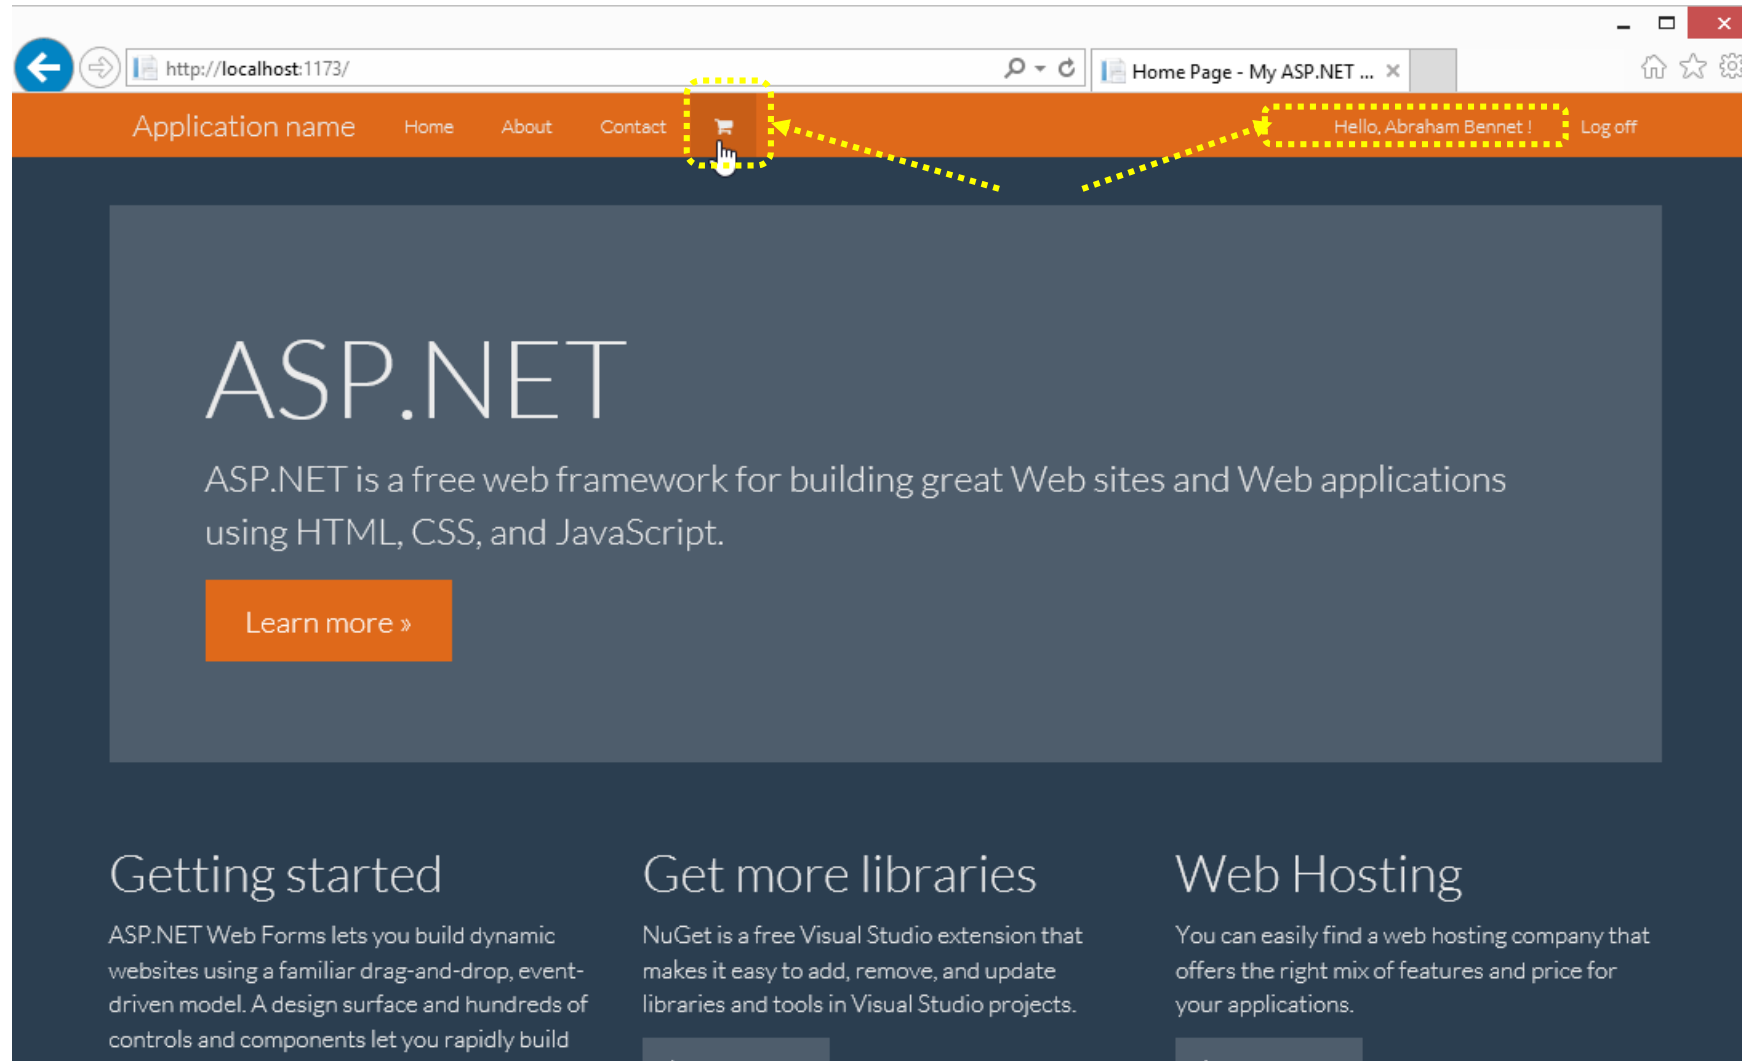 http://localhost:1173/
Home Page - My ASP.NET ...
Application name Home About Contact Hello, Abraham Bennet ! Log off
ASP.NET
ASP.NET is a free web framework for building great Web sites and Web applications
using HTML, CSS, and JavaScript.
Learn more »
Getting started
ASP.NET Web Forms lets you build dynamic
websites using a familiar drag-and-drop, event-
driven model. A design surface and hundreds of
controls and components let you rapidly build
Get more libraries
NuGet is a free Visual Studio extension that
makes it easy to add, remove, and update
libraries and tools in Visual Studio projects.
Web Hosting
You can easily find a web hosting company that
offers the right mix of features and price for
your applications.